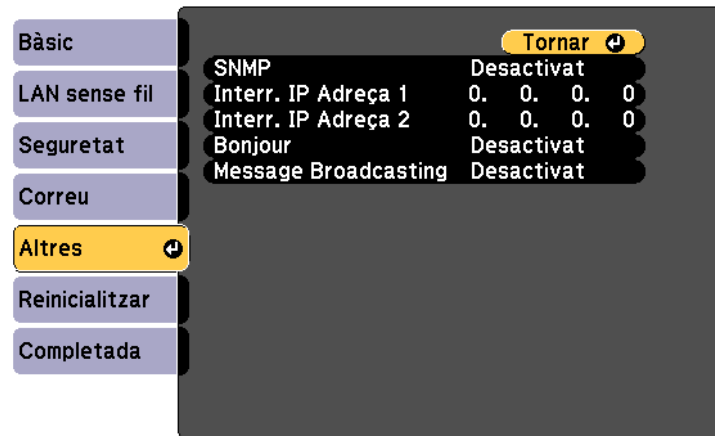 Bàsic
LAN sense fil
Seguretat
Correu
Altres
Reinicialitzar
Completada
Tornar
SNMP Desactivat
Interr. IP Adreça 1 0. 0. 0. 0
Interr. IP Adreça 2 0. 0. 0. 0
Bonjour Desactivat
Message Broadcasting Desactivat